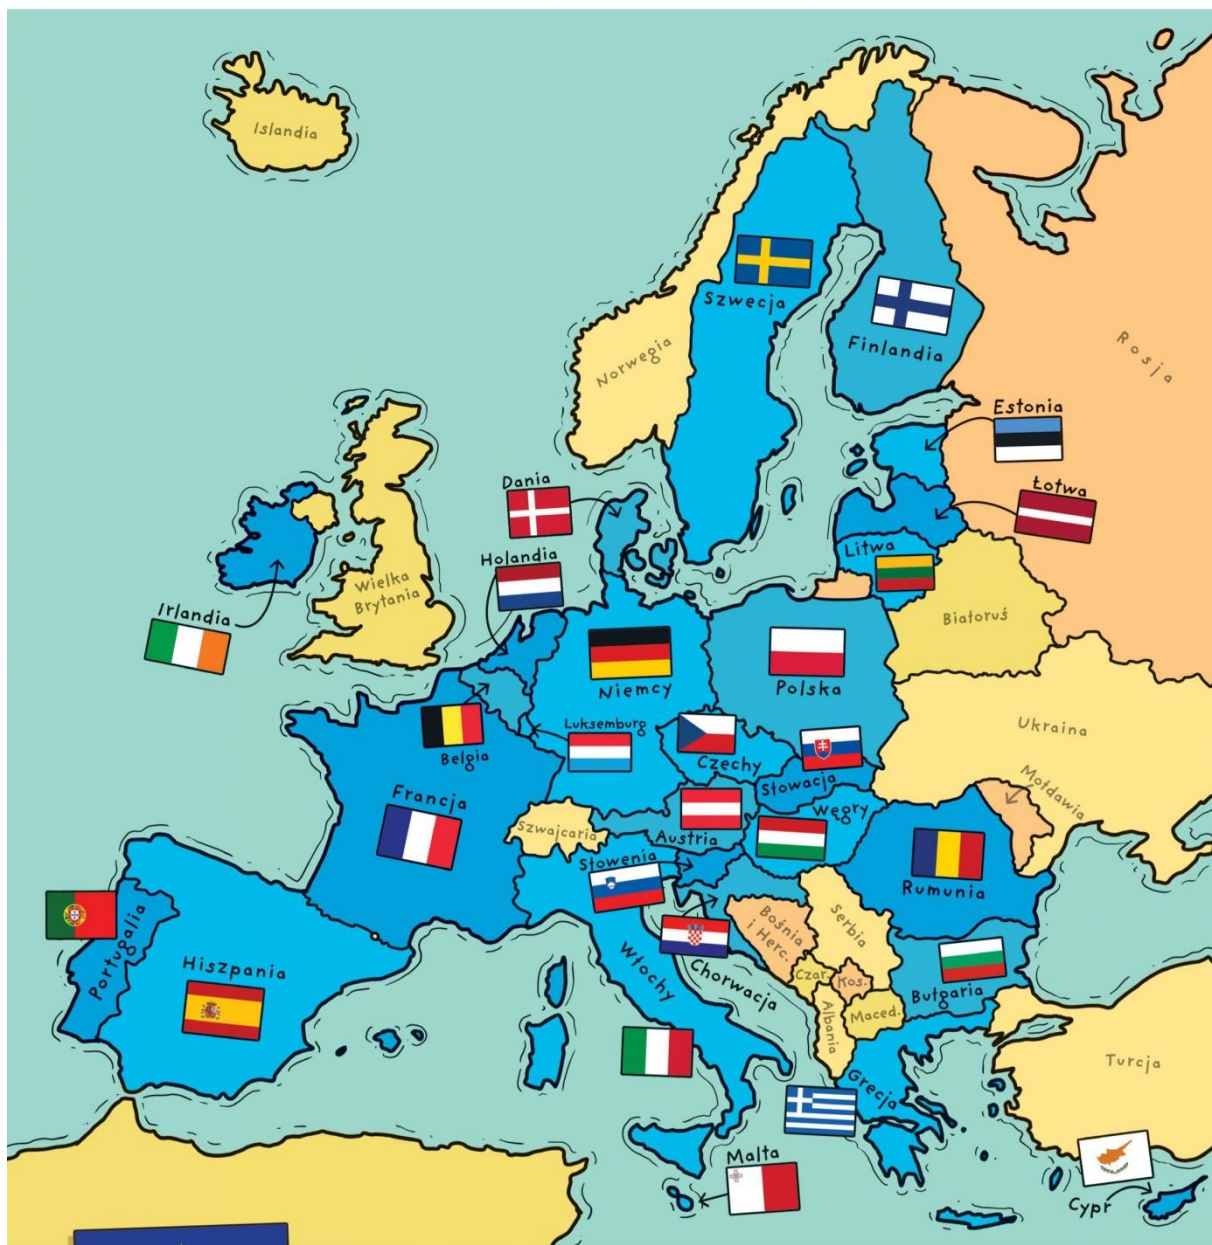 Islandia
Szwecja
Finlandia
Norwegia
Rosja
Estonia
Łotwa
Dania
Litwa
Holandia
Wielka
Brytania
Irlandia
Białoruś
Niemcy
Polska
Luksemburg
Belgia
Czechy
Słowacja
Ukraina
Mołdawia
Francja
Szwajcaria
Austria
Węgry
Słowenia
Rumunia
Portugalia
Hiszpania
Włochy
Chorwacja
Bośnia
i Herc.
Serbia
Czar.
Kos.
Bułgaria
Albania
Maced.
Grecja
Turcja
Malta
Cypr